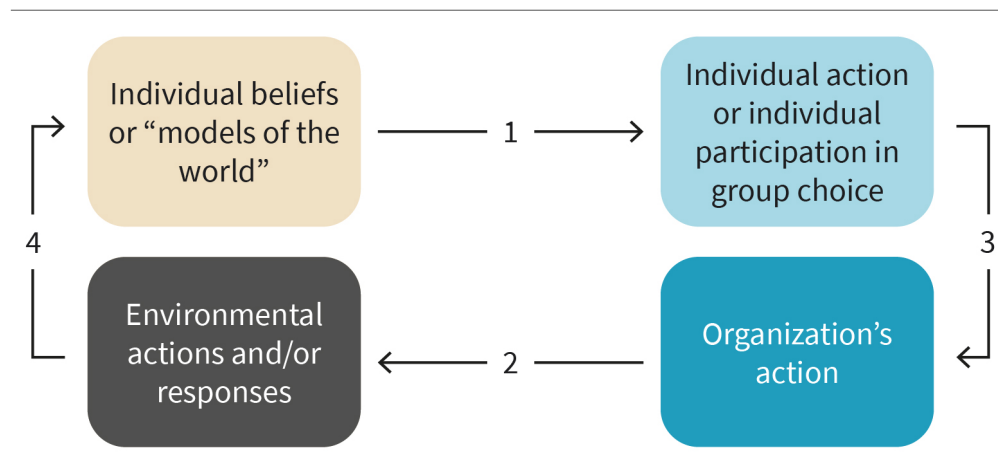 Individual beliefs
or “models of the
world”
1
Individual action
or individual
participation in
group choice
4
3
Environmental
actions and/or
responses
2
Organization’s
action